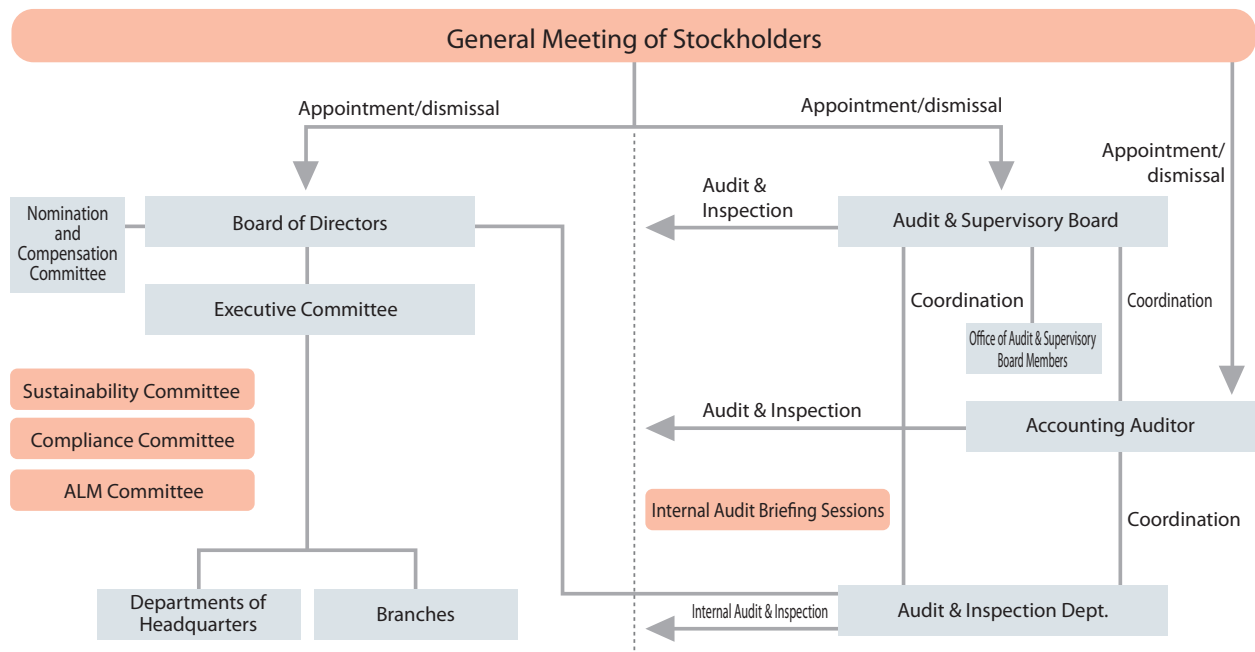 General Meeting of Stockholders
Appointment/dismissal
Appointment/dismissal
Appointment/
dismissal
Nomination
and
Compensation
Committee
Board of Directors
Audit &
Inspection
Audit & Supervisory Board
Executive Committee
Coordination
Coordination
Office of Audit & Supervisory
Board Members
Sustainability Committee
Compliance Committee
ALM Committee
Audit & Inspection
Accounting Auditor
Internal Audit Briefing Sessions
Coordination
Departments of
Headquarters
Branches
Internal Audit & Inspection
Audit & Inspection Dept.